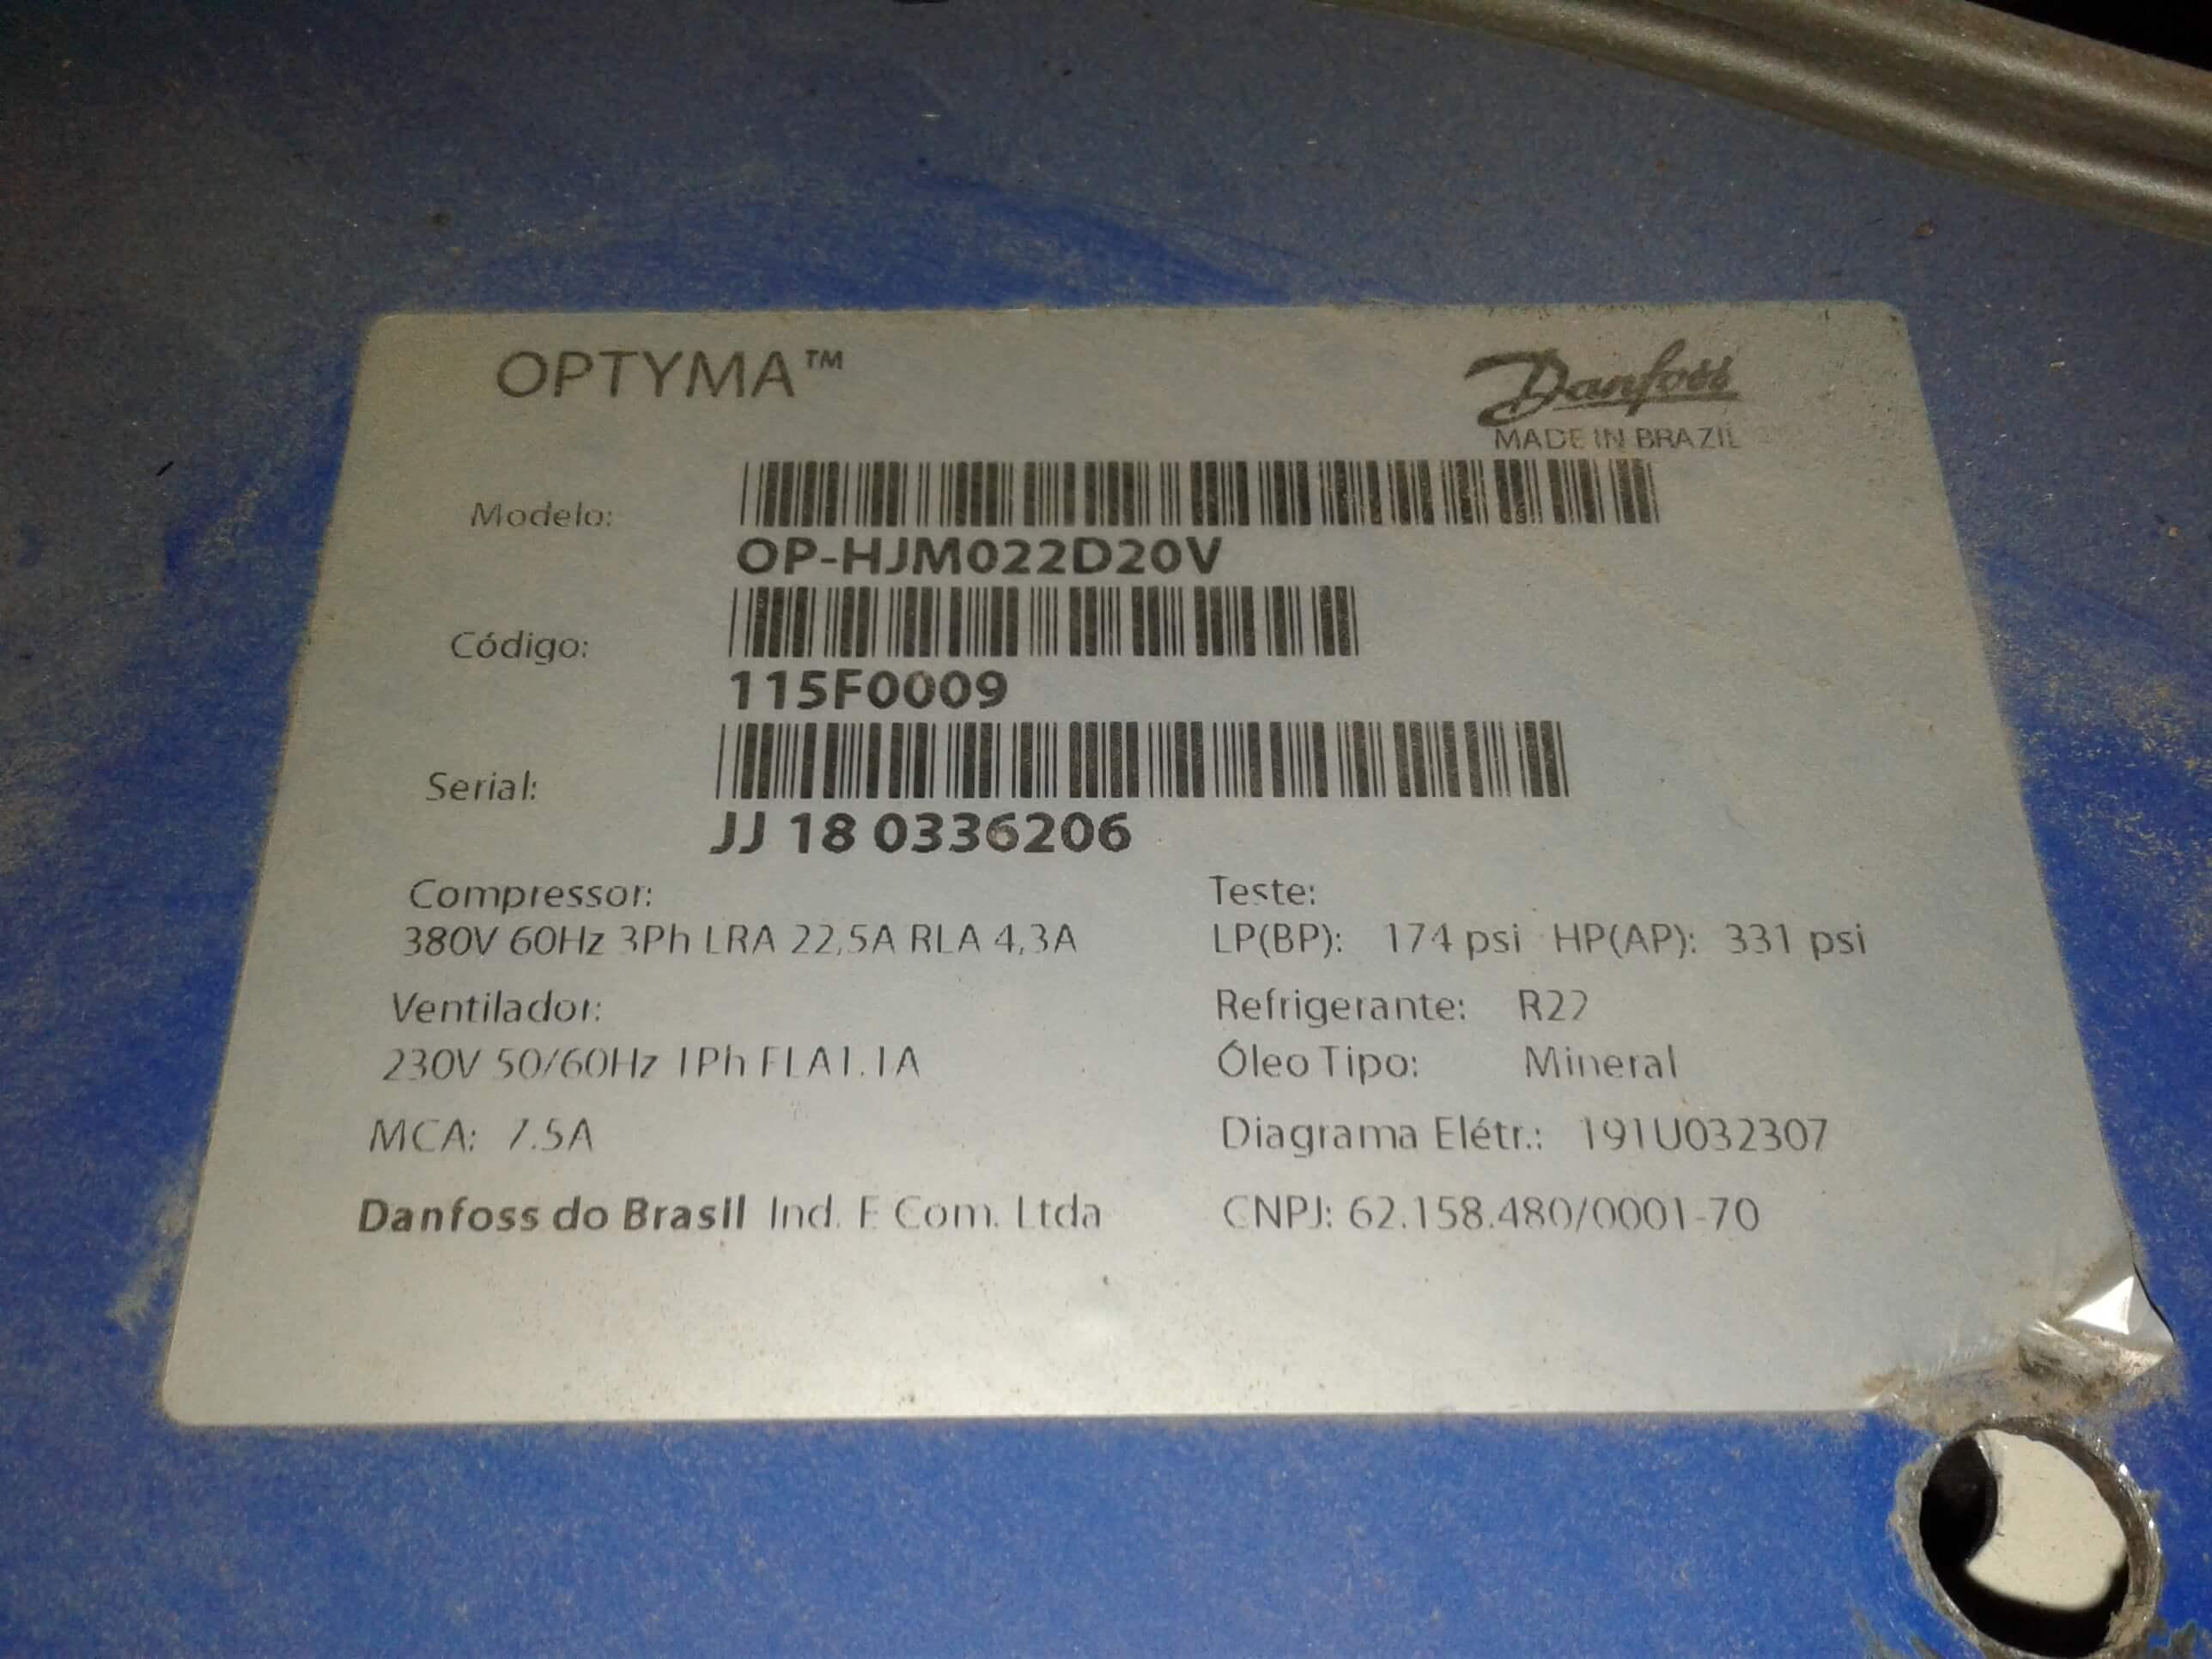 OPTYMA™
Danfoss
MADE IN BRAZIL
Modelo:
OP-HJM022D20V
Código:
115F0009
Serial:
JJ 18 0336206
Compressor:
380V 60Hz 3Ph LRA 22,5A RLA 4,3A
Teste:
LP(BP): 174 psi HP(AP): 331 psi
Ventilador:
230V 50/60Hz 1Ph FLA1.1A
Refrigerante: R22
Óleo Tipo: Mineral
MCA: 7.5A
Diagrama Elétr.: 191U032307
Danfoss do Brasil Ind. E Com. Ltda
CNPJ: 62.158.480/0001-70